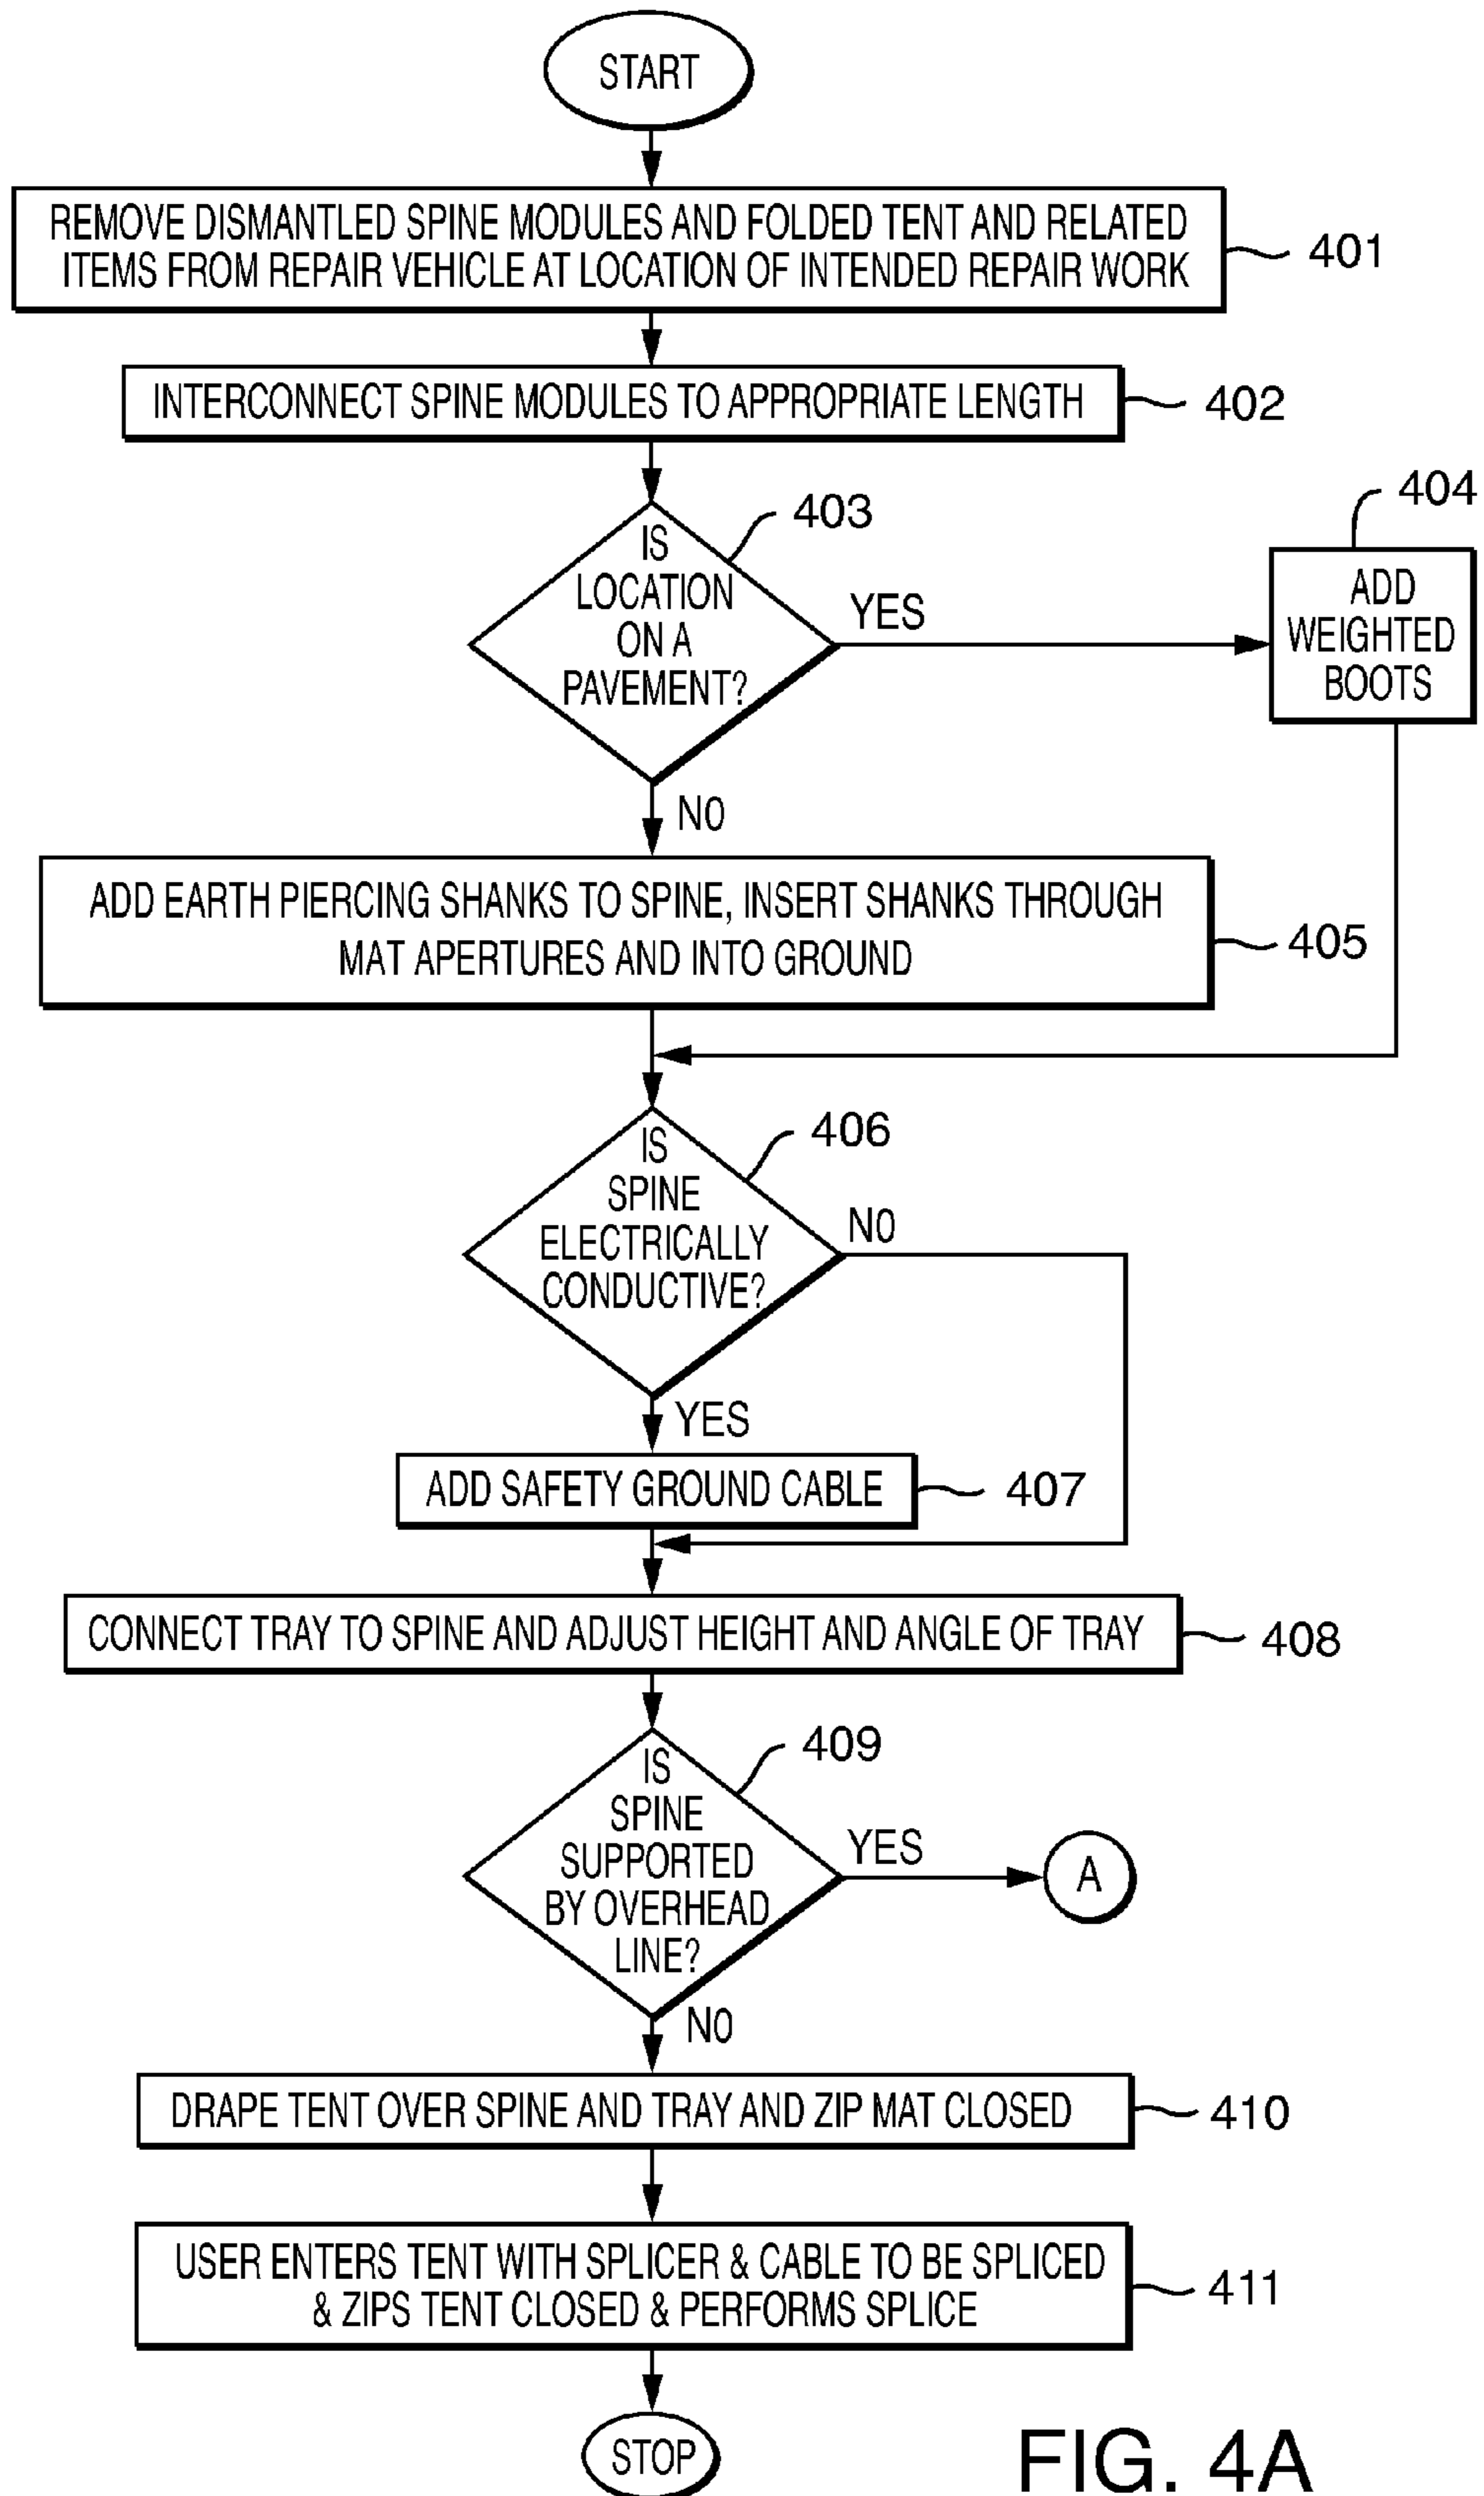 START
REMOVE DISMANTLED SPINE MODULES AND FOLDED TENT AND RELATED
ITEMS FROM REPAIR VEHICLE AT LOCATION OF INTENDED REPAIR WORK
401
INTERCONNECT SPINE MODULES TO APPROPRIATE LENGTH
402
403
IS
LOCATION
ON A
PAVEMENT?
YES
404
ADD
WEIGHTED
BOOTS
NO
ADD EARTH PIERCING SHANKS TO SPINE, INSERT SHANKS THROUGH
MAT APERTURES AND INTO GROUND
405
406
IS
SPINE
ELECTRICALLY
CONDUCTIVE?
NO
YES
ADD SAFETY GROUND CABLE
407
CONNECT TRAY TO SPINE AND ADJUST HEIGHT AND ANGLE OF TRAY
408
409
IS
SPINE
SUPPORTED
BY OVERHEAD
LINE?
YES
A
NO
DRAPE TENT OVER SPINE AND TRAY AND ZIP MAT CLOSED
410
USER ENTERS TENT WITH SPLICER & CABLE TO BE SPLICED
& ZIPS TENT CLOSED & PERFORMS SPLICE
411
STOP
FIG. 4A